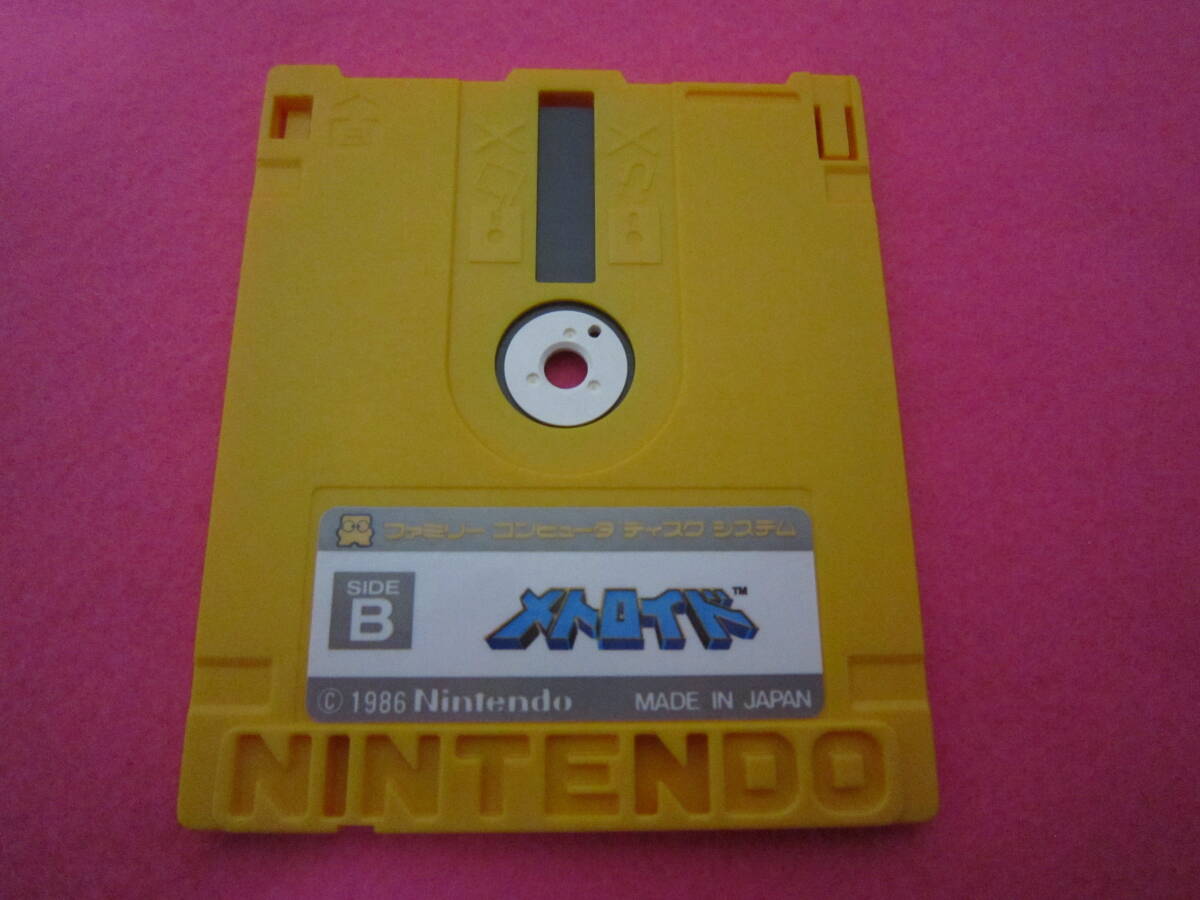 ファミリー コンピュータ ディスク システム
SIDE
B
メトロイド™
© 1986 Nintendo MADE IN JAPAN
NINTENDO